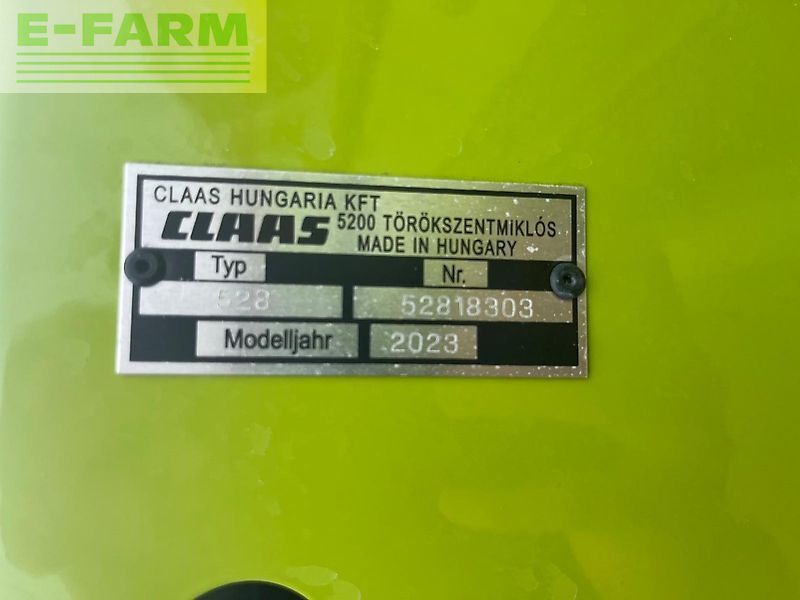 E-FARM
CLAAS HUNGARIA KFT
CLAAS 5200 TÖRÖKSZENTMIKLÓS
MADE IN HUNGARY
Typ Nr.
528 52818303
Modelljahr 2023